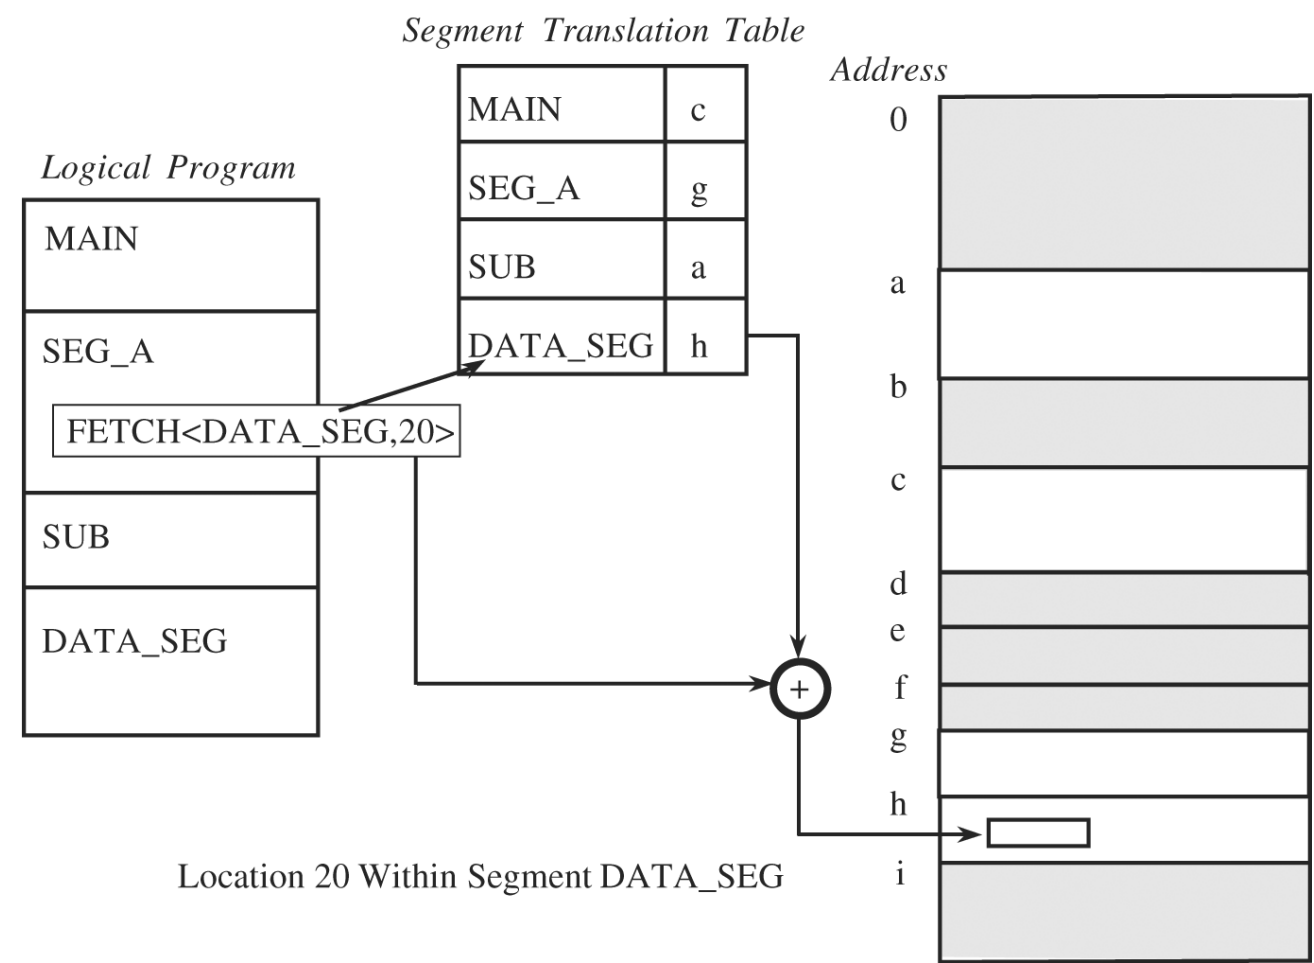 Segment Translation Table
MAIN c
SEG_A g
SUB a
DATA_SEG h
Logical Program
MAIN
SEG_A
FETCH<DATA_SEG,20>
SUB
DATA_SEG
+
Address
0
a
b
c
d
e
f
g
h
i
Location 20 Within Segment DATA_SEG